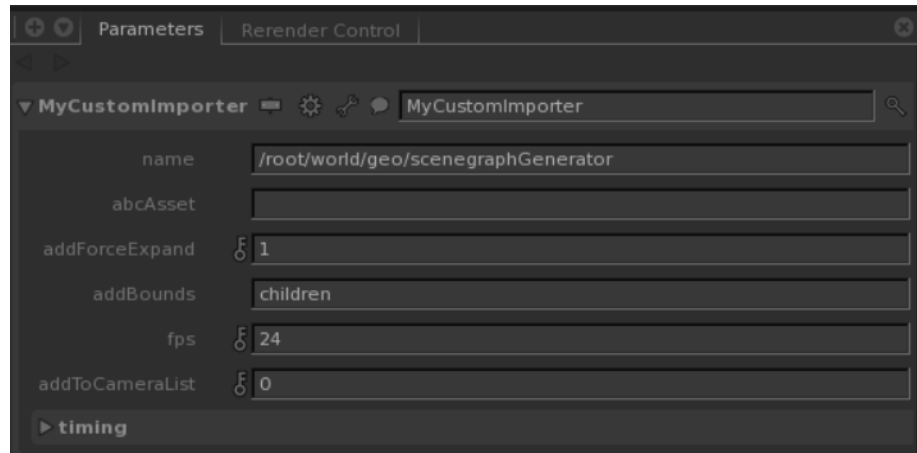 Parameters Rerender Control
MyCustomImporter MyCustomImporter
name /root/world/geo/scenegraphGenerator
abcAsset
addForceExpand 1
addBounds children
fps 24
addToCameraList 0
timing